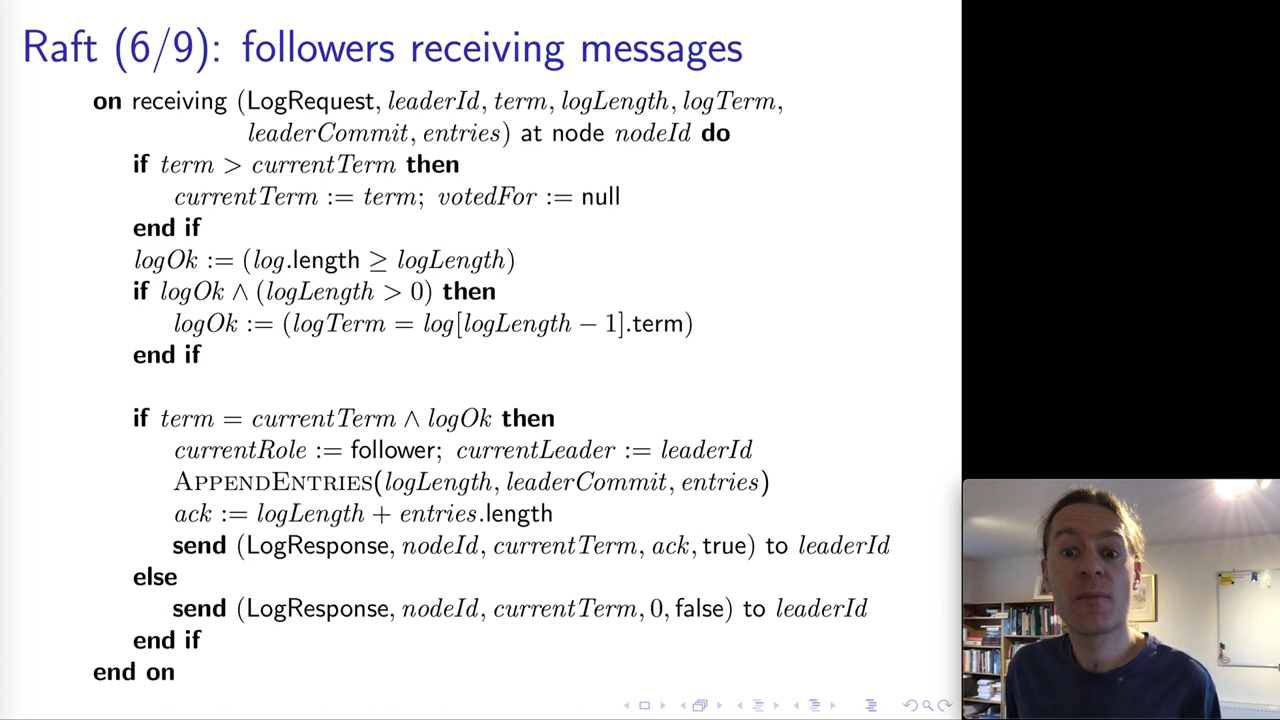 Raft (6/9): followers receiving messages
on receiving (LogRequest, leaderId, term, logLength, logTerm,
leaderCommit, entries) at node nodeId do
if term > currentTerm then
currentTerm := term; votedFor := null
end if
logOk := (log.length ≥ logLength)
if logOk ∧ (logLength > 0) then
logOk := (logTerm = log[logLength − 1].term)
end if
if term = currentTerm ∧ logOk then
currentRole := follower; currentLeader := leaderId
AppendEntries(logLength, leaderCommit, entries)
ack := logLength + entries.length
send (LogResponse, nodeId, currentTerm, ack, true) to leaderId
else
send (LogResponse, nodeId, currentTerm, 0, false) to leaderId
end if
end on